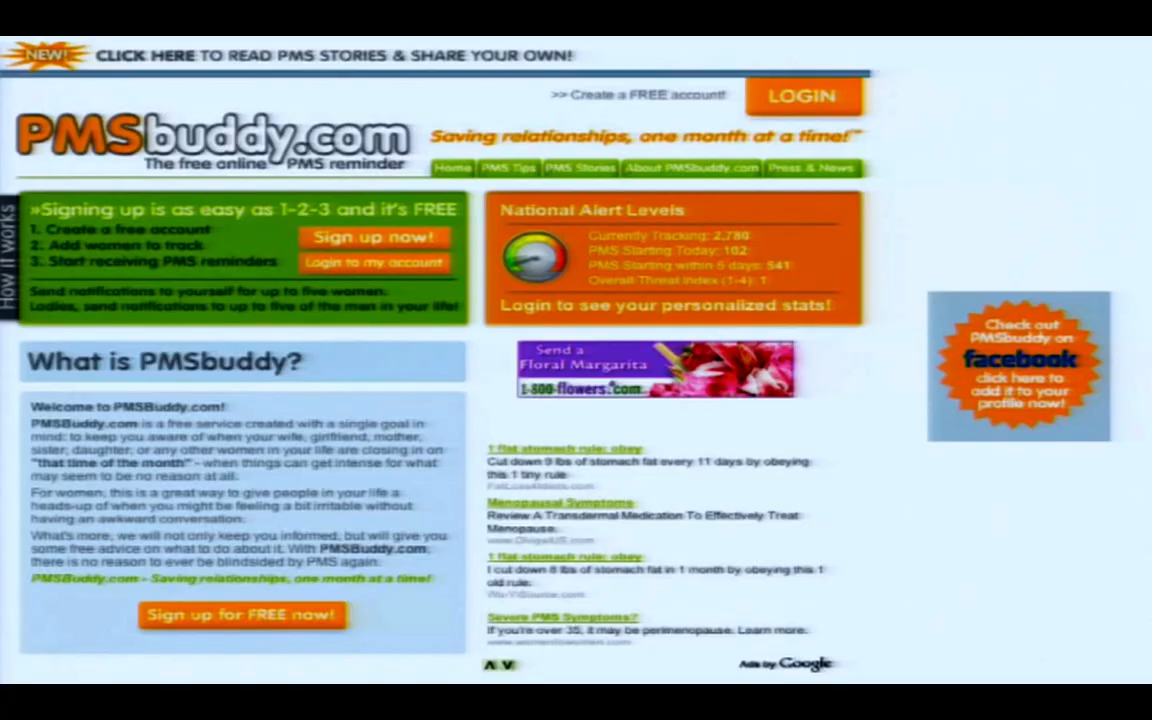 NEW!
CLICK HERE TO READ PMS STORIES & SHARE YOUR OWN!
>> Create a FREE account!
LOGIN
PMSbuddy.com
The free online PMS reminder
Saving relationships, one month at a time!™
Home
PMS Tips
PMS Stories
About PMSbuddy.com
Press & News
How it works
»Signing up is as easy as 1-2-3 and it's FREE
1. Create a free account
2. Add women to track
3. Start receiving PMS reminders
Sign up now!
Login to my account
Send notifications to yourself for up to five women.
Ladies, send notifications to up to five of the men in your life!
National Alert Levels
Currently Tracking: 2,780
PMS Starting Today: 102
PMS Starting within 5 days: 541
Overall Threat Index (1-4): 1
Login to see your personalized stats!
Check out
PMSbuddy on
facebook
click here to
add it to your
profile now!
What is PMSbuddy?
Send a
Floral Margarita
1-800-flowers.com
Welcome to PMSBuddy.com!
PMSBuddy.com is a free service created with a single goal in
mind: to keep you aware of when your wife, girlfriend, mother,
sister, daughter, or any other women in your life are closing in on
"that time of the month" - when things can get intense for what
may seem to be no reason at all.
For women, this is a great way to give people in your life a
heads-up of when you might be feeling a bit irritable without
having an awkward conversation.
What's more, we will not only keep you informed, but will give you
some free advice on what to do about it. With PMSBuddy.com,
there is no reason to ever be blindsided by PMS again.
PMSBuddy.com - Saving relationships, one month at a time!
Sign up for FREE now!
1 flat stomach rule: obey
Cut down 9 lbs of stomach fat every 11 days by obeying
this 1 tiny rule.
Menopausal Symptoms
Review A Transdermal Medication To Effectively Treat
Menopause.
1 flat stomach rule: obey
I cut down 8 lbs of stomach fat in 1 month by obeying this 1
old rule.
Severe PMS Symptoms?
If you're over 35, it may be perimenopause. Learn more.
Ads by Google